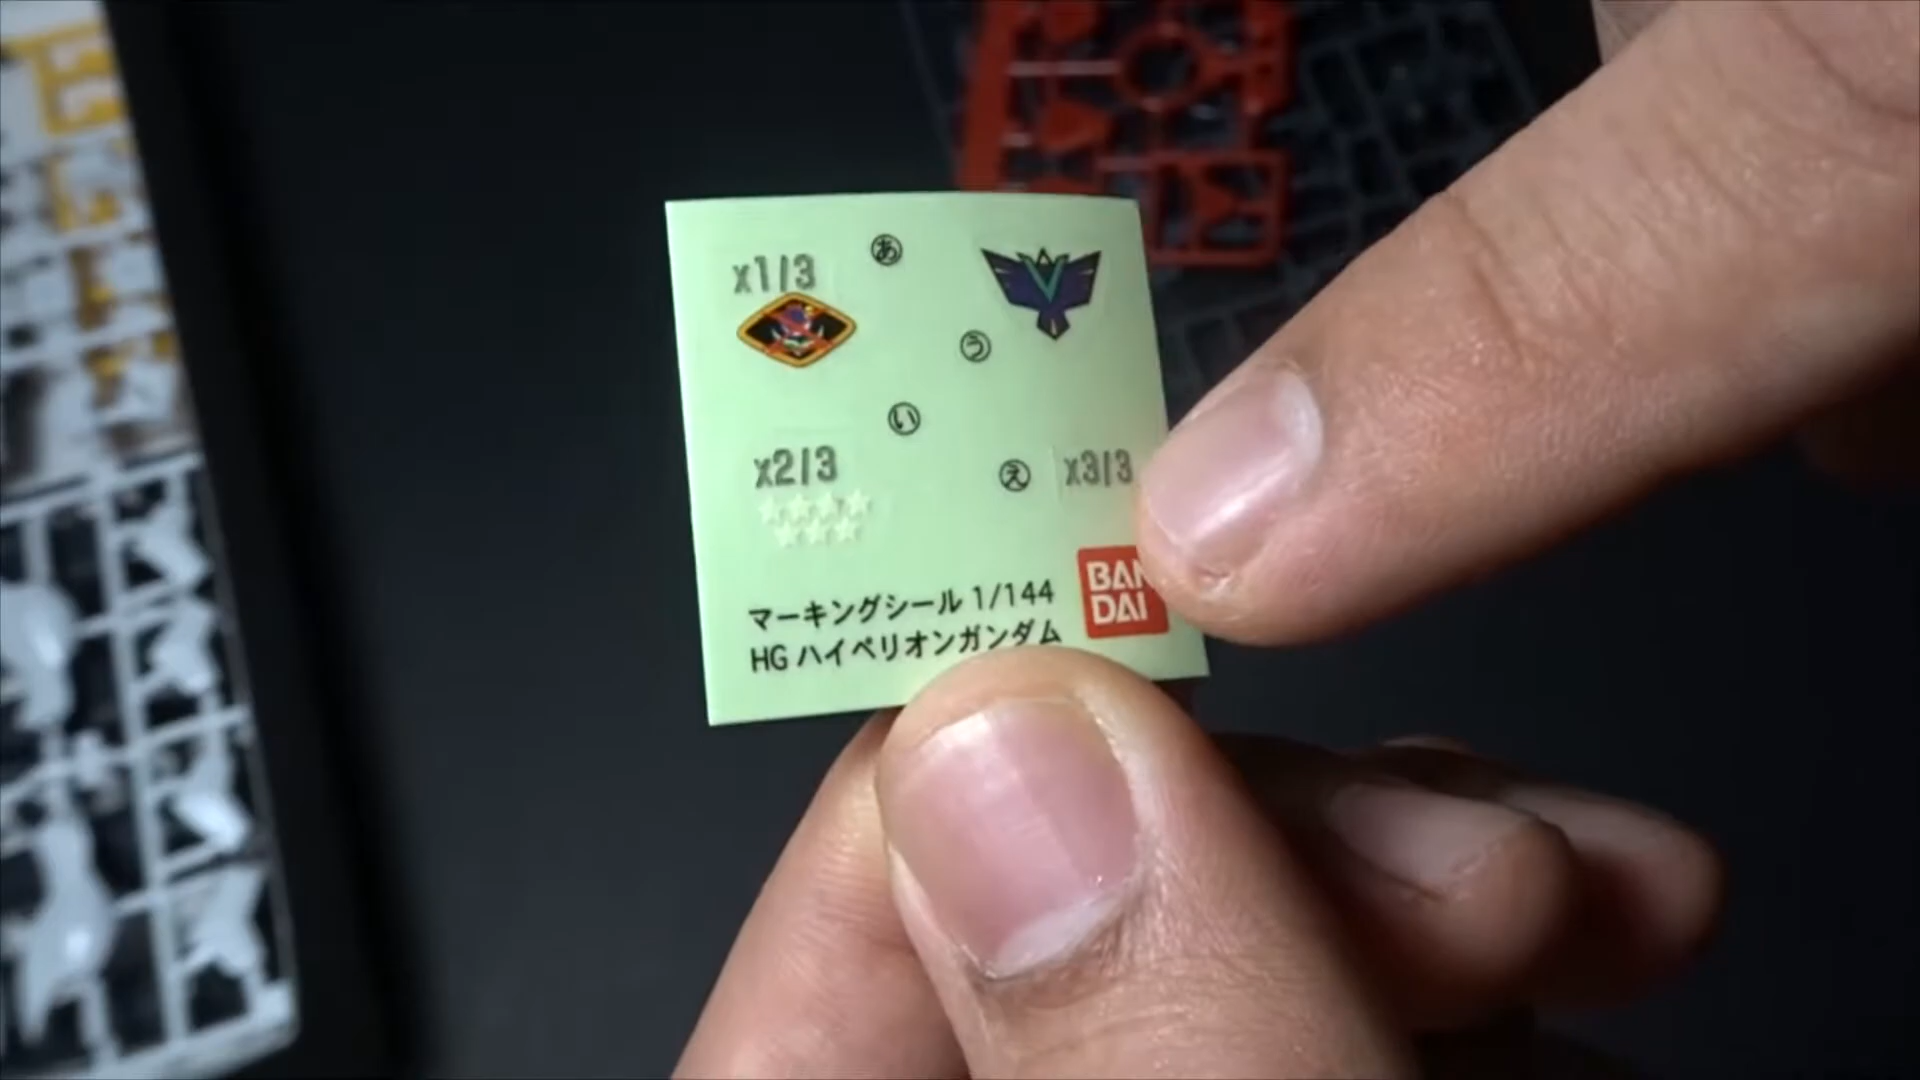 x1/3
あ
う
い
x2/3
え
x3/3
マーキングシール 1/144
HG ハイペリオンガンダム
BAN
DAI